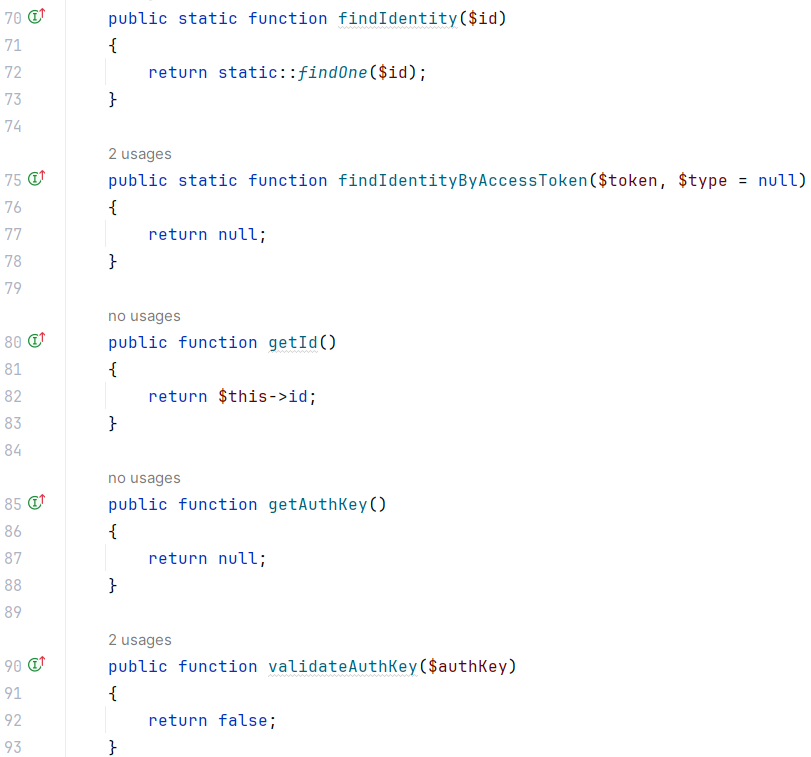 70 public static function findIdentity($id)
71 {
72 return static::findOne($id);
73 }
74
2 usages
75 public static function findIdentityByAccessToken($token, $type = null)
76 {
77 return null;
78 }
79
no usages
80 public function getId()
81 {
82 return $this->id;
83 }
84
no usages
85 public function getAuthKey()
86 {
87 return null;
88 }
89
2 usages
90 public function validateAuthKey($authKey)
91 {
92 return false;
93 }